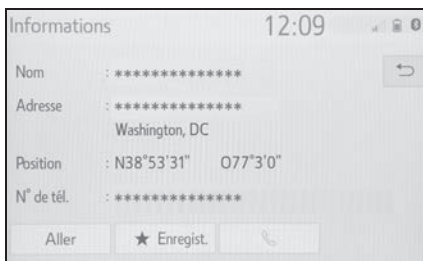 Informations 12:09
Nom : **************
Adresse : **************
Washington, DC
Position : N38°53'31" O77°3'0"
N° de tél. : **************
Aller ★ Enregist.